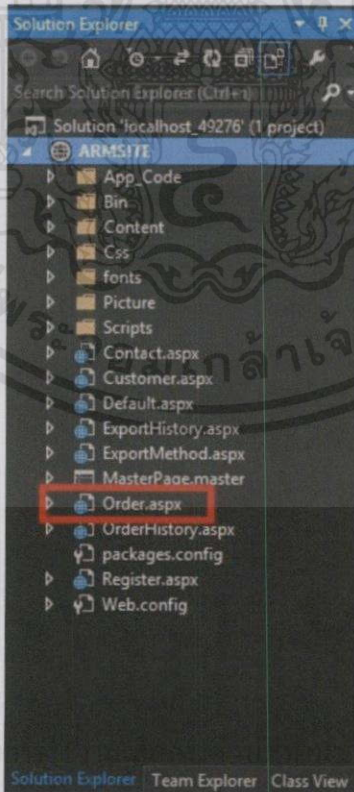 Solution Explorer
Search Solution Explorer (Ctrl+ก)
Solution 'localhost_49276' (1 project)
ARMSITE
App_Code
Bin
Content
Css
fonts
Picture
Scripts
Contact.aspx
Customer.aspx
Default.aspx
ExportHistory.aspx
ExportMethod.aspx
MasterPage.master
Order.aspx
OrderHistory.aspx
packages.config
Register.aspx
Web.config
Solution Explorer Team Explorer Class View